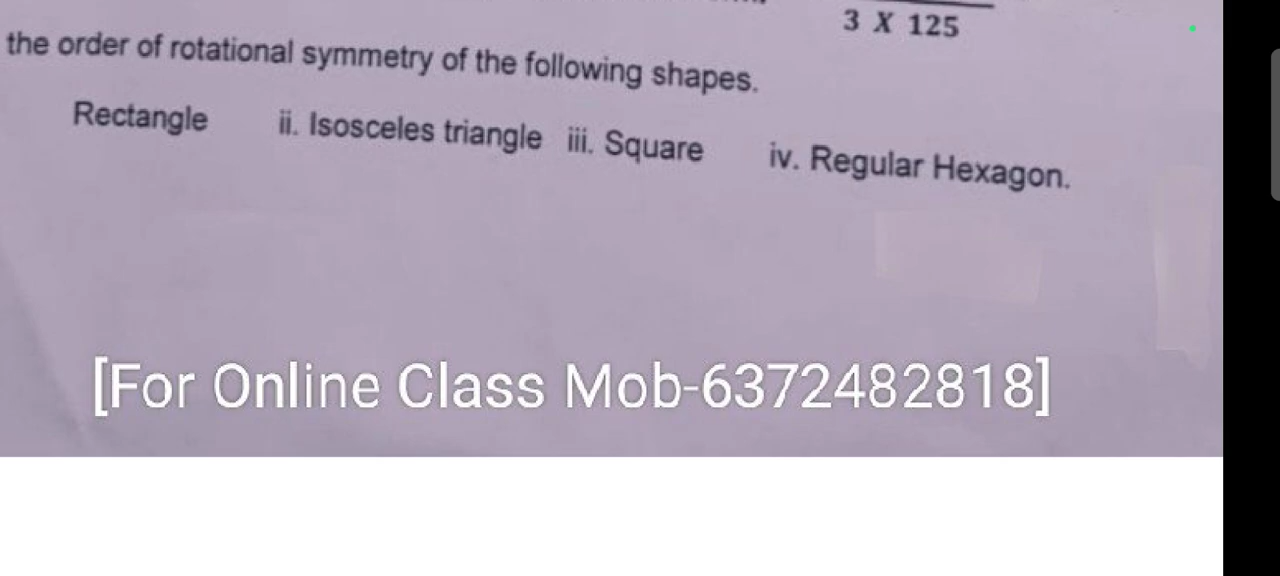 3 X 125
the order of rotational symmetry of the following shapes.
Rectangle ii. Isosceles triangle iii. Square iv. Regular Hexagon.
[For Online Class Mob-6372482818]